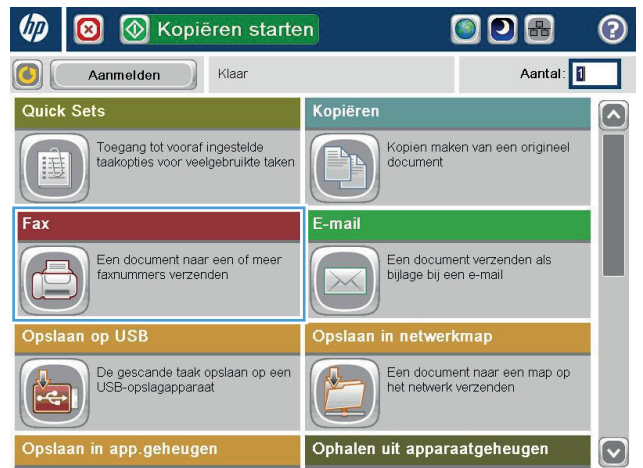 hp
Kopiëren starten
?
Aanmelden
Klaar
Aantal: 1
Quick Sets
Toegang tot vooraf ingestelde
taakopties voor veelgebruikte taken
Kopiëren
Kopien maken van een origineel
document
Fax
Een document naar een of meer
faxnummers verzenden
E-mail
Een document verzenden als
bijlage bij een e-mail
Opslaan op USB
De gescande taak opslaan op een
USB-opslagapparaat
Opslaan in netwerkmap
Een document naar een map op
het netwerk verzenden
Opslaan in app.geheugen
Ophalen uit apparaatgeheugen